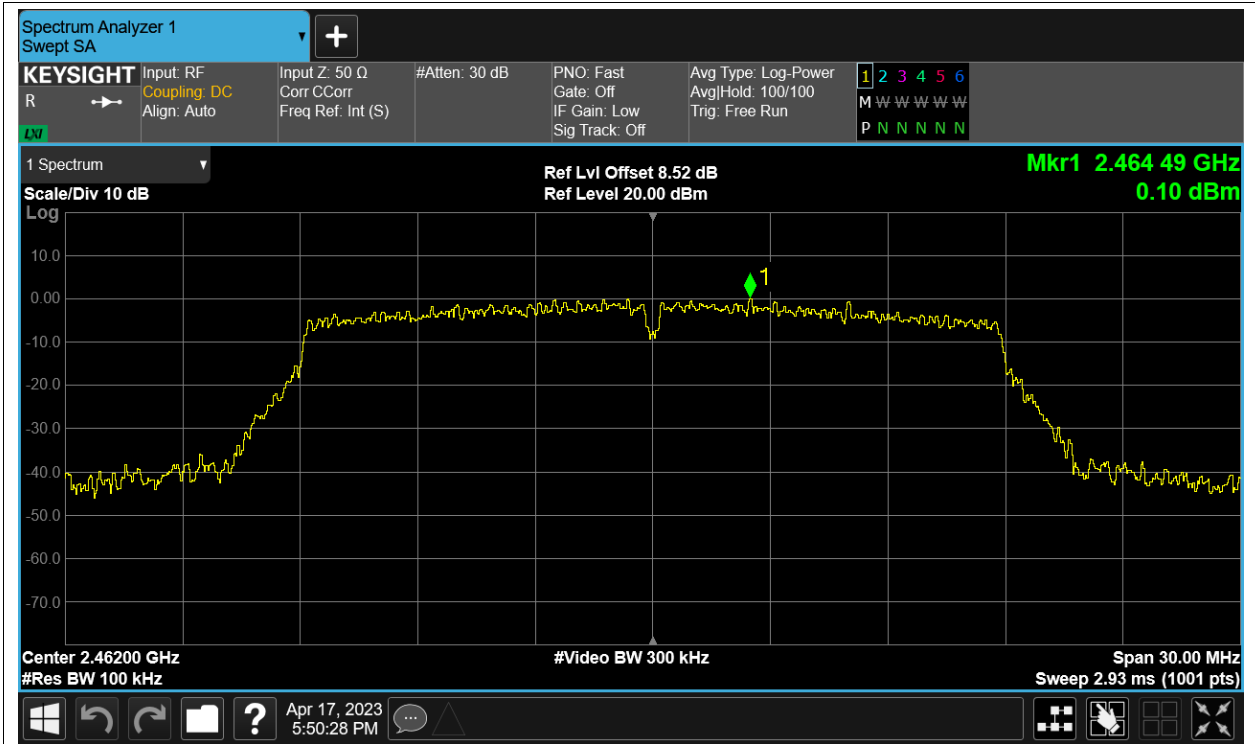 Spectrum Analyzer 1
Swept SA
KEYSIGHT
R
LXI
Input: RF
Coupling: DC
Align: Auto
Input Z: 50 Ω
Corr CCorr
Freq Ref: Int (S)
#Atten: 30 dB
PNO: Fast
Gate: Off
IF Gain: Low
Sig Track: Off
Avg Type: Log-Power
Avg|Hold: 100/100
Trig: Free Run
1 2 3 4 5 6
M W W W W W
P N N N N N
1 Spectrum
Scale/Div 10 dB
Log
Ref Lvl Offset 8.52 dB
Ref Level 20.00 dBm
Mkr1 2.464 49 GHz
0.10 dBm
10.0
0.00
-10.0
-20.0
-30.0
-40.0
-50.0
-60.0
-70.0
1
Center 2.46200 GHz
#Res BW 100 kHz
#Video BW 300 kHz
Span 30.00 MHz
Sweep 2.93 ms (1001 pts)
?
Apr 17, 2023
5:50:28 PM